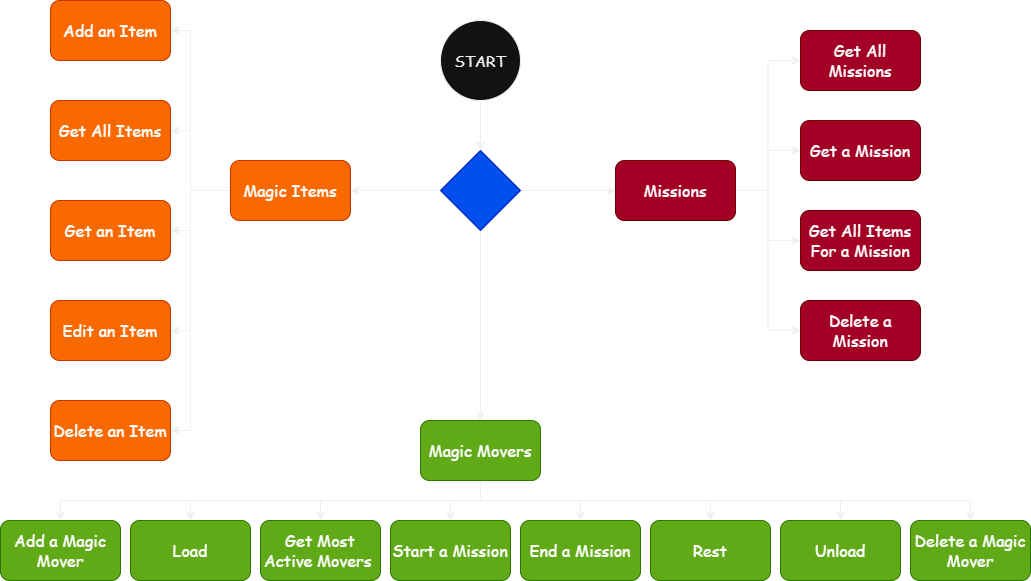 START
Magic Items
Add an Item
Get All Items
Get an Item
Edit an Item
Delete an Item
Missions
Get All
Missions
Get a Mission
Get All Items
For a Mission
Delete a
Mission
Magic Movers
Add a Magic
Mover
Load
Get Most
Active Movers
Start a Mission
End a Mission
Rest
Unload
Delete a Magic
Mover